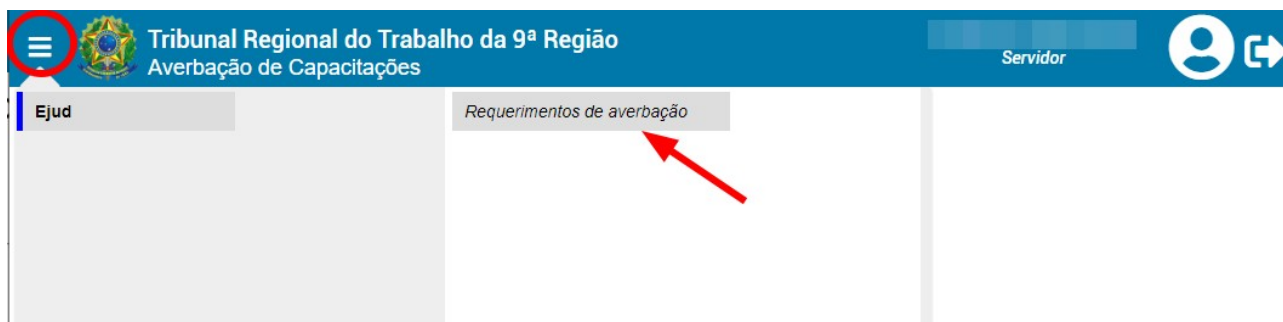 Tribunal Regional do Trabalho da 9ª Região
Averbação de Capacitações
Servidor
Ejud
Requerimentos de averbação